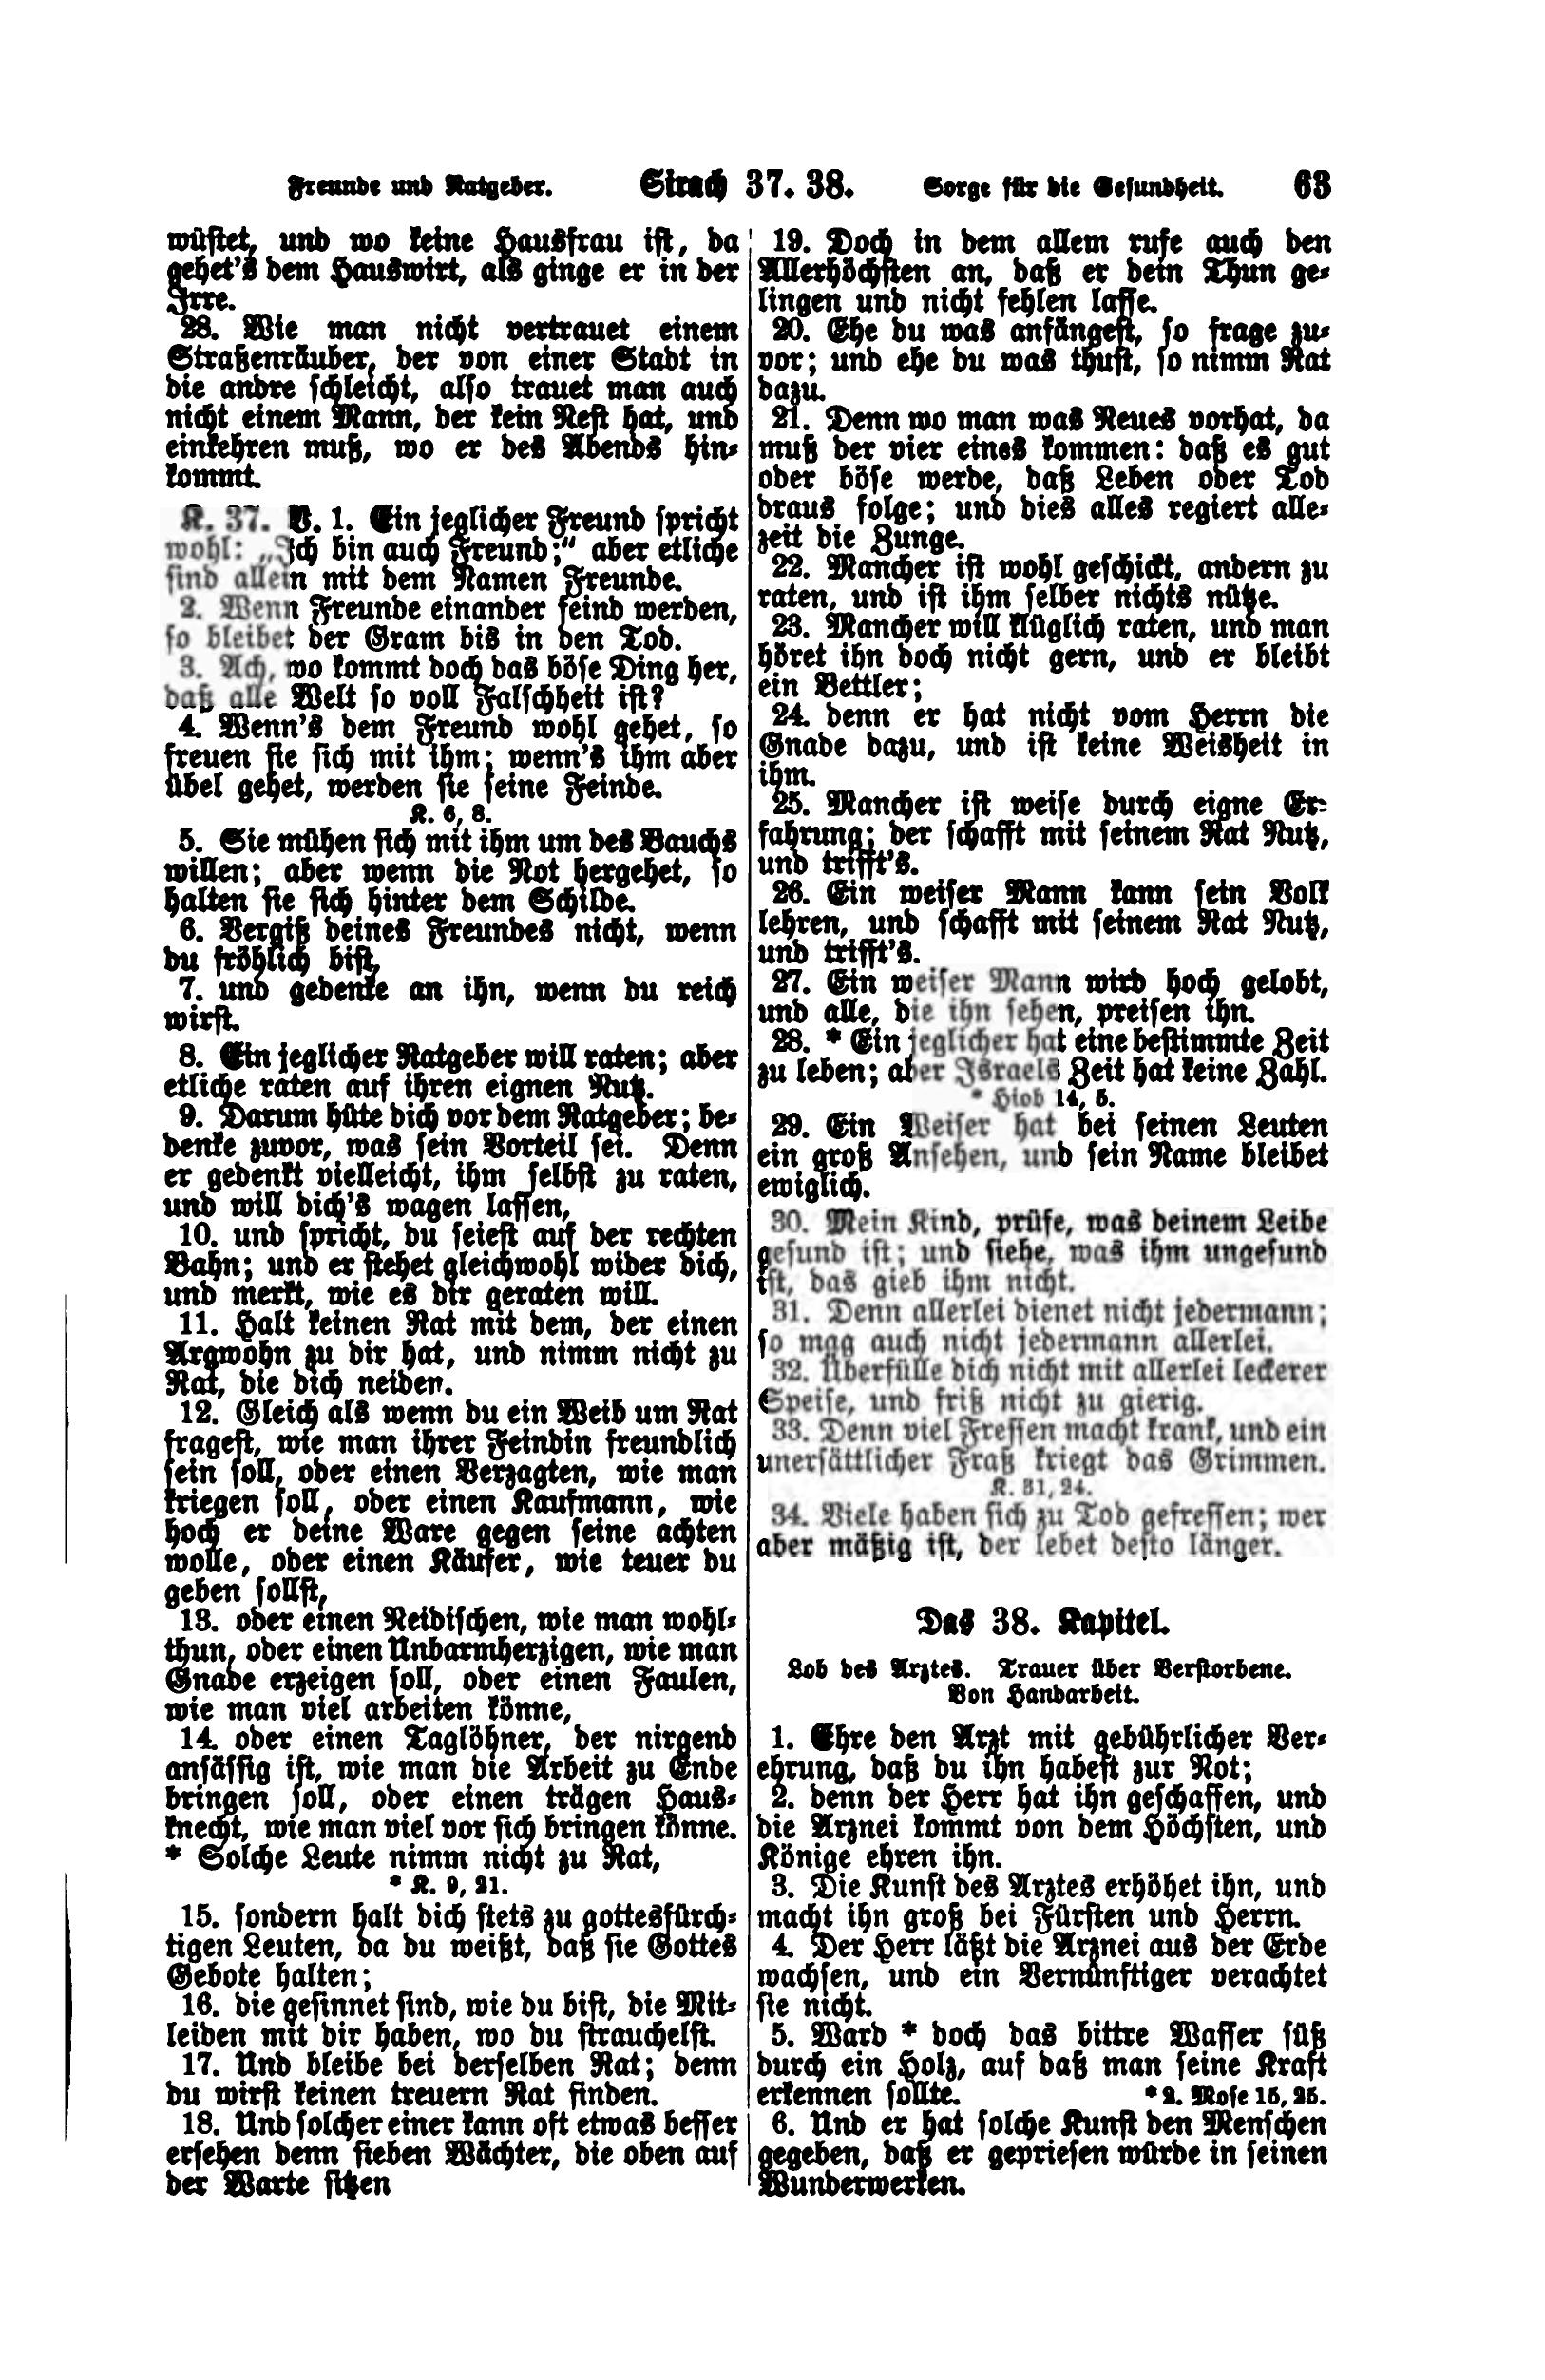 Freunde und Ratgeber. Sirach 37. 38. Sorge für die Gesundheit. 63
wüstet, und wo keine Hausfrau ist, da
gehet's dem Hauswirt, als ginge er in der
Irre.
28. Wie man nicht vertrauet einem
Straßenräuber, der von einer Stadt in
die andre schleicht, also trauet man auch
nicht einem Mann, der kein Nest hat, und
einkehren muß, wo er des Abends hin-
kommt.
K. 37. V. 1. Ein jeglicher Freund spricht
wohl: „Ich bin auch Freund;“ aber etliche
sind allein mit dem Namen Freunde.
2. Wenn Freunde einander feind werden,
so bleibet der Gram bis in den Tod.
3. Ach, wo kommt doch das böse Ding her,
daß alle Welt so voll Falschheit ist?
4. Wenn's dem Freund wohl gehet, so
freuen sie sich mit ihm; wenn's ihm aber
übel gehet, werden sie seine Feinde.
K. 6, 8.
5. Sie mühen sich mit ihm um des Bauchs
willen; aber wenn die Not hergehet, so
halten sie sich hinter dem Schilde.
6. Vergiß deines Freundes nicht, wenn
du fröhlich bist,
7. und gedenke an ihn, wenn du reich
wirst.
8. Ein jeglicher Ratgeber will raten; aber
etliche raten auf ihren eignen Nutz.
9. Darum hüte dich vor dem Ratgeber; be-
denke zuvor, was sein Vorteil sei. Denn
er gedenkt vielleicht, ihm selbst zu raten,
und will dich's wagen lassen,
10. und spricht, du seiest auf der rechten
Bahn; und er stehet gleichwohl wider dich,
und merkt, wie es dir geraten will.
11. Halt keinen Rat mit dem, der einen
Argwohn zu dir hat, und nimm nicht zu
Rat, die dich neiden.
12. Gleich als wenn du ein Weib um Rat
fragest, wie man ihrer Feindin freundlich
sein soll, oder einen Verzagten, wie man
kriegen soll, oder einen Kaufmann, wie
hoch er deine Ware gegen seine achten
wolle, oder einen Käufer, wie teuer du
geben sollst,
13. oder einen Neidischen, wie man wohl-
thun, oder einen Unbarmherzigen, wie man
Gnade erzeigen soll, oder einen Faulen,
wie man viel arbeiten könne,
14. oder einen Taglöhner, der nirgend
ansässig ist, wie man die Arbeit zu Ende
bringen soll, oder einen trägen Haus-
knecht, wie man viel vor sich bringen könne.
* Solche Leute nimm nicht zu Rat,
* K. 9, 21.
15. sondern halt dich stets zu gottesfürch-
tigen Leuten, da du weißt, daß sie Gottes
Gebote halten;
16. die gesinnet sind, wie du bist, die Mit-
leiden mit dir haben, wo du strauchelst.
17. Und bleibe bei derselben Rat; denn
du wirst keinen treuern Rat finden.
18. Und solcher einer kann oft etwas besser
ersehen denn sieben Wächter, die oben auf
der Warte sitzen
19. Doch in dem allem rufe auch den
Allerhöchsten an, daß er dein Thun ge-
lingen und nicht fehlen lasse.
20. Ehe du was anfängest, so frage zu-
vor; und ehe du was thust, so nimm Rat
dazu.
21. Denn wo man was Neues vorhat, da
muß der vier eines kommen: daß es gut
oder böse werde, daß Leben oder Tod
draus folge; und dies alles regiert alle-
zeit die Zunge.
22. Mancher ist wohl geschickt, andern zu
raten, und ist ihm selber nichts nütze.
23. Mancher will klüglich raten, und man
höret ihn doch nicht gern, und er bleibt
ein Bettler;
24. denn er hat nicht vom Herrn die
Gnade dazu, und ist keine Weisheit in
ihm.
25. Mancher ist weise durch eigne Er-
fahrung; der schafft mit seinem Rat Nutz,
und trifft's.
26. Ein weiser Mann kann sein Volk
lehren, und schafft mit seinem Rat Nutz,
und trifft's.
27. Ein weiser Mann wird hoch gelobt,
und alle, die ihn sehen, preisen ihn.
28. * Ein jeglicher hat eine bestimmte Zeit
zu leben; aber Israels Zeit hat keine Zahl.
* Hiob 14, 5.
29. Ein Weiser hat bei seinen Leuten
ein groß Ansehen, und sein Name bleibet
ewiglich.
30. Mein Kind, prüfe, was deinem Leibe
gesund ist; und siehe, was ihm ungesund
ist, das gieb ihm nicht.
31. Denn allerlei dienet nicht jedermann;
so mag auch nicht jedermann allerlei.
32. Überfülle dich nicht mit allerlei leckerer
Speise, und friß nicht zu gierig.
33. Denn viel Fressen macht krank, und ein
unersättlicher Fraß kriegt das Grimmen.
K. 31, 24.
34. Viele haben sich zu Tod gefressen; wer
aber mäßig ist, der lebet desto länger.
Das 38. Kapitel.
Lob des Arztes. Trauer über Verstorbene.
Von Handarbeit.
1. Ehre den Arzt mit gebührlicher Ver-
ehrung, daß du ihn habest zur Not;
2. denn der Herr hat ihn geschaffen, und
die Arznei kommt von dem Höchsten, und
Könige ehren ihn.
3. Die Kunst des Arztes erhöhet ihn, und
macht ihn groß bei Fürsten und Herrn.
4. Der Herr läßt die Arznei aus der Erde
wachsen, und ein Vernünftiger verachtet
sie nicht.
5. Ward * doch das bittre Wasser süß
durch ein Holz, auf daß man seine Kraft
erkennen sollte. * 2. Mose 15, 25.
6. Und er hat solche Kunst den Menschen
gegeben, daß er gepriesen würde in seinen
Wunderwerken.